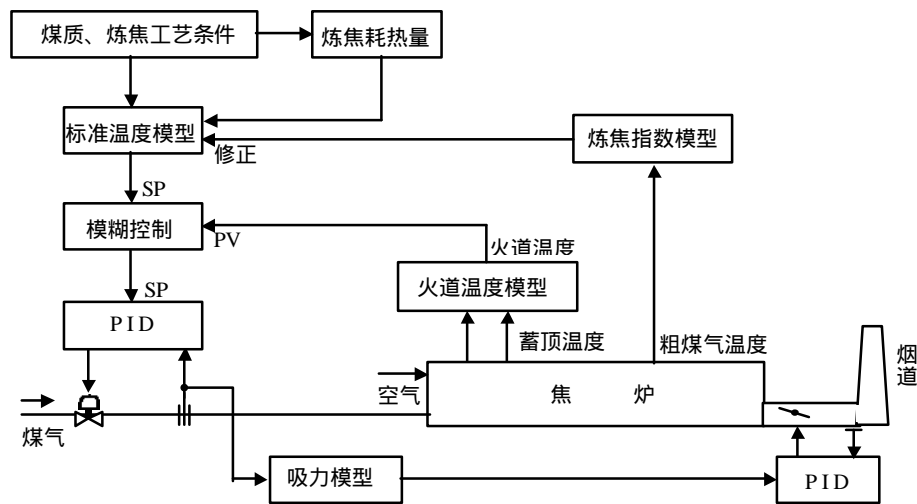 煤质、炼焦工艺条件
炼焦耗热量
标准温度模型
修正
炼焦指数模型
SP
模糊控制
PV
火道温度
SP
火道温度模型
PID
蓄顶温度
粗煤气温度
烟道
空气
焦炉
煤气
吸力模型
PID